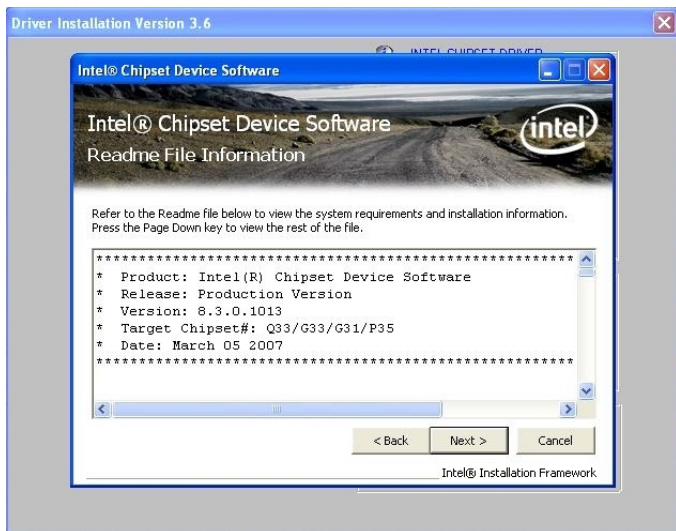 Driver Installation Version 3.6
INTEL CHIPSET DRIVER
Intel® Chipset Device Software
Intel® Chipset Device Software
Readme File Information
intel
Refer to the Readme file below to view the system requirements and installation information.
Press the Page Down key to view the rest of the file.
************************************************************
* Product: Intel(R) Chipset Device Software
* Release: Production Version
* Version: 8.3.0.1013
* Target Chipset#: Q33/G33/G31/P35
* Date: March 05 2007
************************************************************
< Back Next > Cancel
Intel® Installation Framework